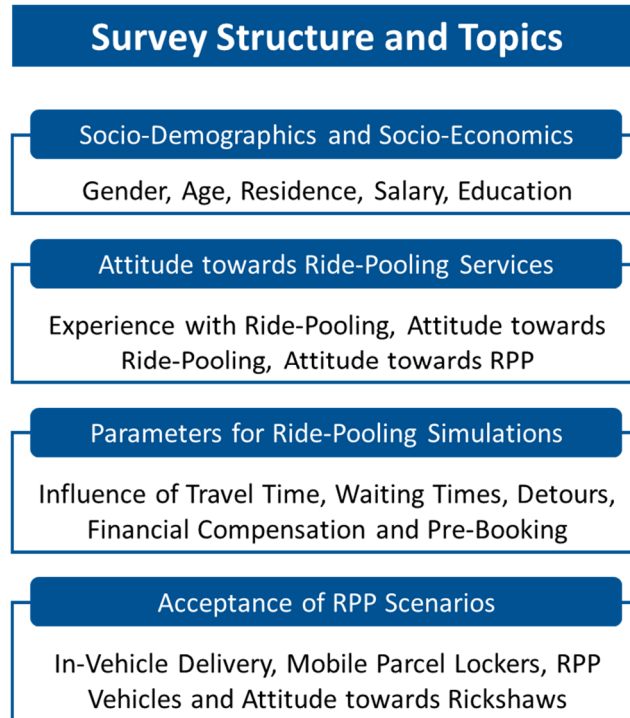 Survey Structure and Topics
Socio-Demographics and Socio-Economics
Gender, Age, Residence, Salary, Education
Attitude towards Ride-Pooling Services
Experience with Ride-Pooling, Attitude towards
Ride-Pooling, Attitude towards RPP
Parameters for Ride-Pooling Simulations
Influence of Travel Time, Waiting Times, Detours,
Financial Compensation and Pre-Booking
Acceptance of RPP Scenarios
In-Vehicle Delivery, Mobile Parcel Lockers, RPP
Vehicles and Attitude towards Rickshaws